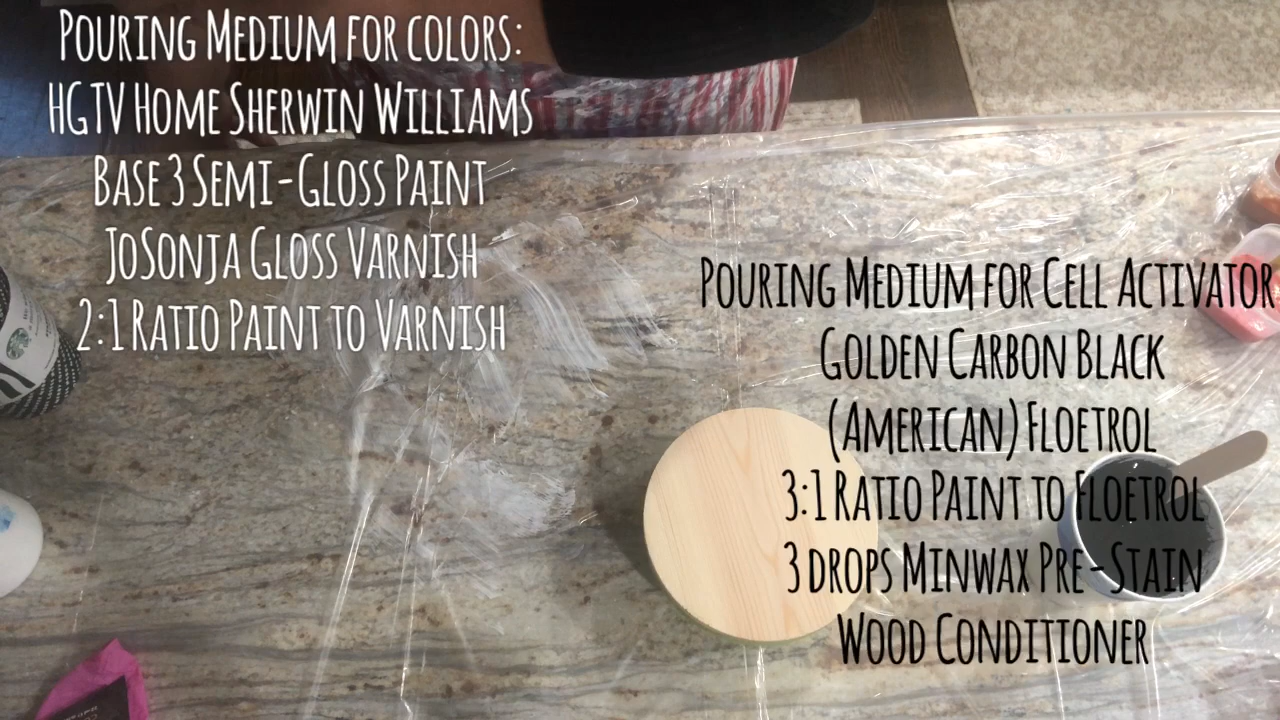 Pouring Medium for colors:
HGTV Home Sherwin Williams
Base 3 Semi-Gloss Paint
JoSonja Gloss Varnish
2:1 Ratio Paint to Varnish
Pouring Medium for Cell Activator
Golden Carbon Black
(American) Floetrol
3:1 Ratio Paint to Floetrol
3 drops Minwax Pre-Stain
Wood Conditioner